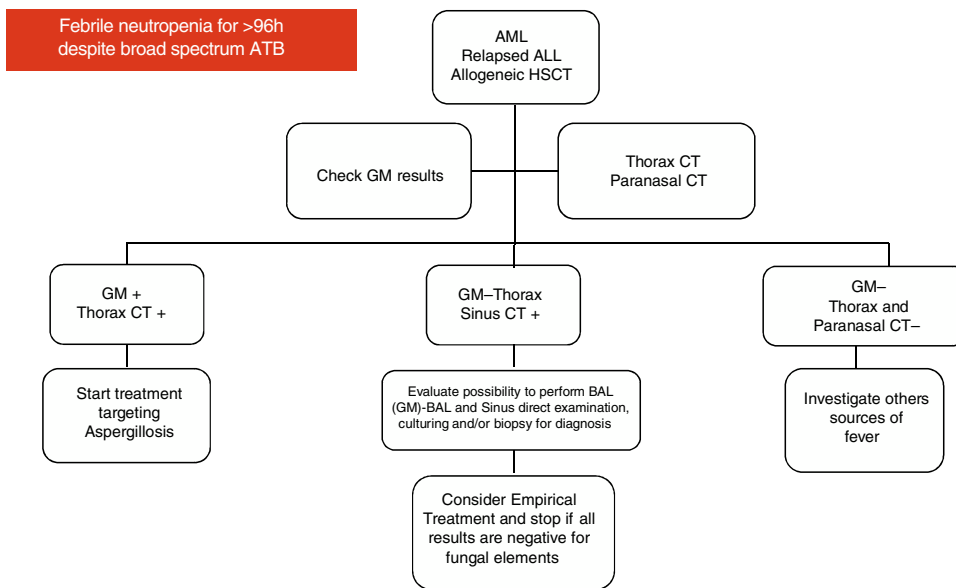 Febrile neutropenia for >96h
despite broad spectrum ATB
AML
Relapsed ALL
Allogeneic HSCT
Check GM results
Thorax CT
Paranasal CT
GM +
Thorax CT +
GM–Thorax
Sinus CT +
GM–
Thorax and
Paranasal CT–
Start treatment
targeting
Aspergillosis
Evaluate possibility to perform BAL
(GM)-BAL and Sinus direct examination,
culturing and/or biopsy for diagnosis
Investigate others
sources of
fever
Consider Empirical
Treatment and stop if all
results are negative for
fungal elements